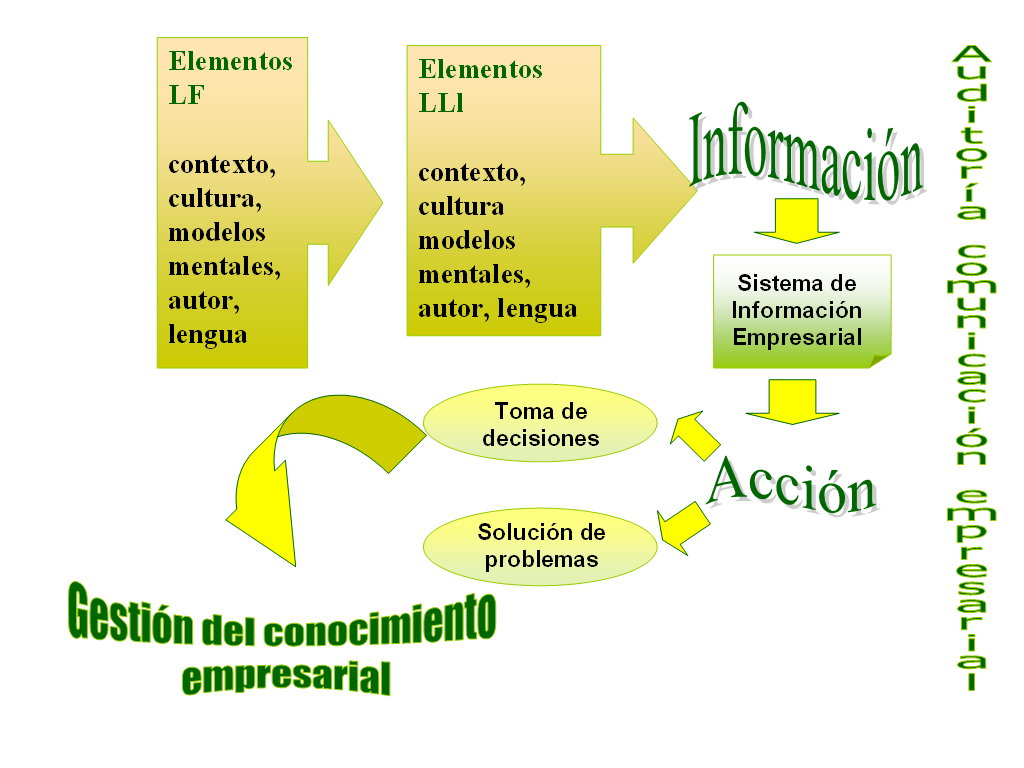 Elementos
LF
contexto,
cultura,
modelos
mentales,
autor,
lengua
Elementos
LLl
contexto,
cultura
modelos
mentales,
autor, lengua
Información
Sistema de
Información
Empresarial
Acción
Toma de
decisiones
Solución de
problemas
Gestión del conocimiento
empresarial
Auditoría comunicación empresarial